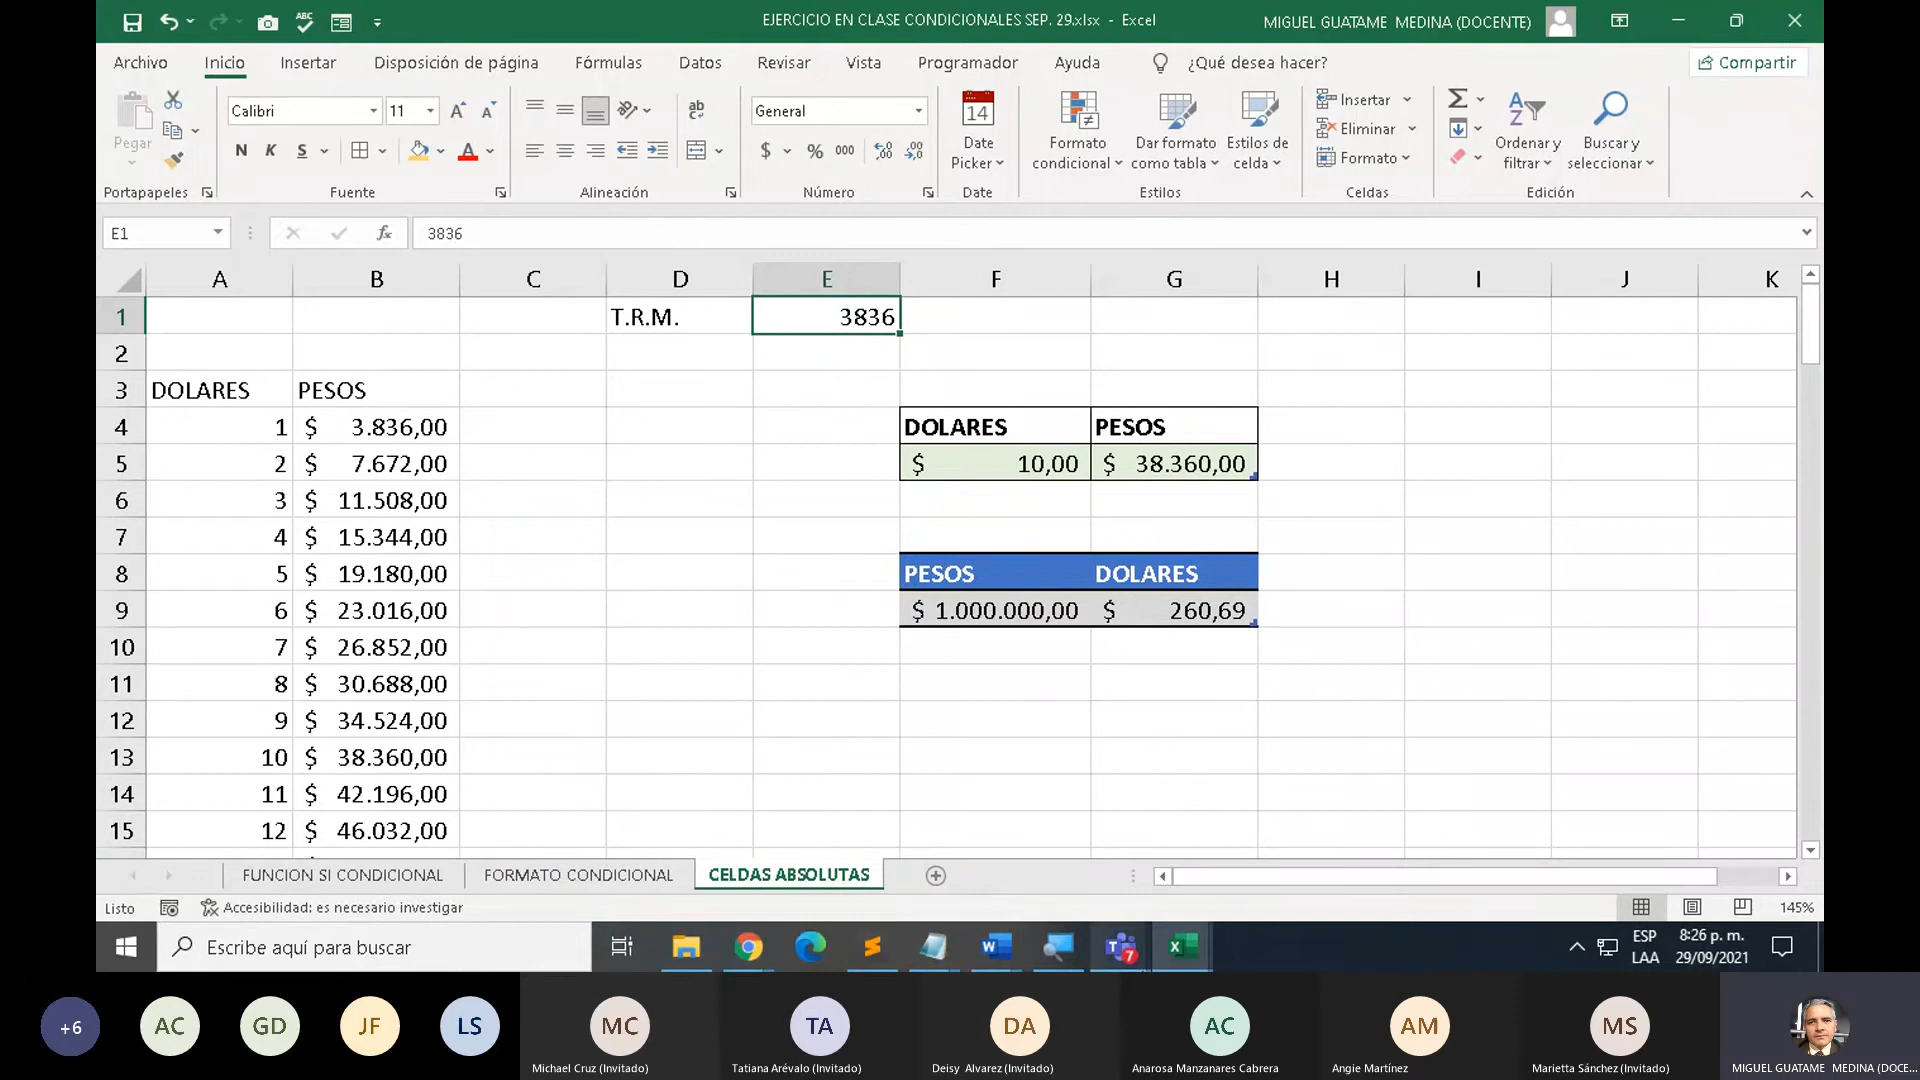 EJERCICIO EN CLASE CONDICIONALES SEP. 29.xlsx - Excel
MIGUEL GUATAME MEDINA (DOCENTE)
Archivo Inicio Insertar Disposición de página Fórmulas Datos Revisar Vista Programador Ayuda ¿Qué desea hacer? Compartir
Pegar
Portapapeles
Calibri 11
N K S
Fuente
Alineación
General
$ % 000
Número
14
Date Picker
Date
Formato condicional
Dar formato como tabla
Estilos de celda
Estilos
Insertar
Eliminar
Formato
Celdas
Ordenar y filtrar
Buscar y seleccionar
Edición
E1 fx 3836
A B C D E F G H I J K
1 T.R.M. 3836
2
3 DOLARES PESOS
4 1 $ 3.836,00 DOLARES PESOS
5 2 $ 7.672,00 $ 10,00 $ 38.360,00
6 3 $ 11.508,00
7 4 $ 15.344,00
8 5 $ 19.180,00 PESOS DOLARES
9 6 $ 23.016,00 $ 1.000.000,00 $ 260,69
10 7 $ 26.852,00
11 8 $ 30.688,00
12 9 $ 34.524,00
13 10 $ 38.360,00
14 11 $ 42.196,00
15 12 $ 46.032,00
FUNCION SI CONDICIONAL FORMATO CONDICIONAL CELDAS ABSOLUTAS
Listo Accesibilidad: es necesario investigar 145%
Escribe aquí para buscar
7
ESP
LAA
8:26 p. m.
29/09/2021
+6 AC GD JF LS MC TA DA AC AM MS
Michael Cruz (Invitado) Tatiana Arévalo (Invitado) Deisy Alvarez (Invitado) Anarosa Manzanares Cabrera Angie Martínez Marietta Sánchez (Invitado) MIGUEL GUATAME MEDINA (DOCE...